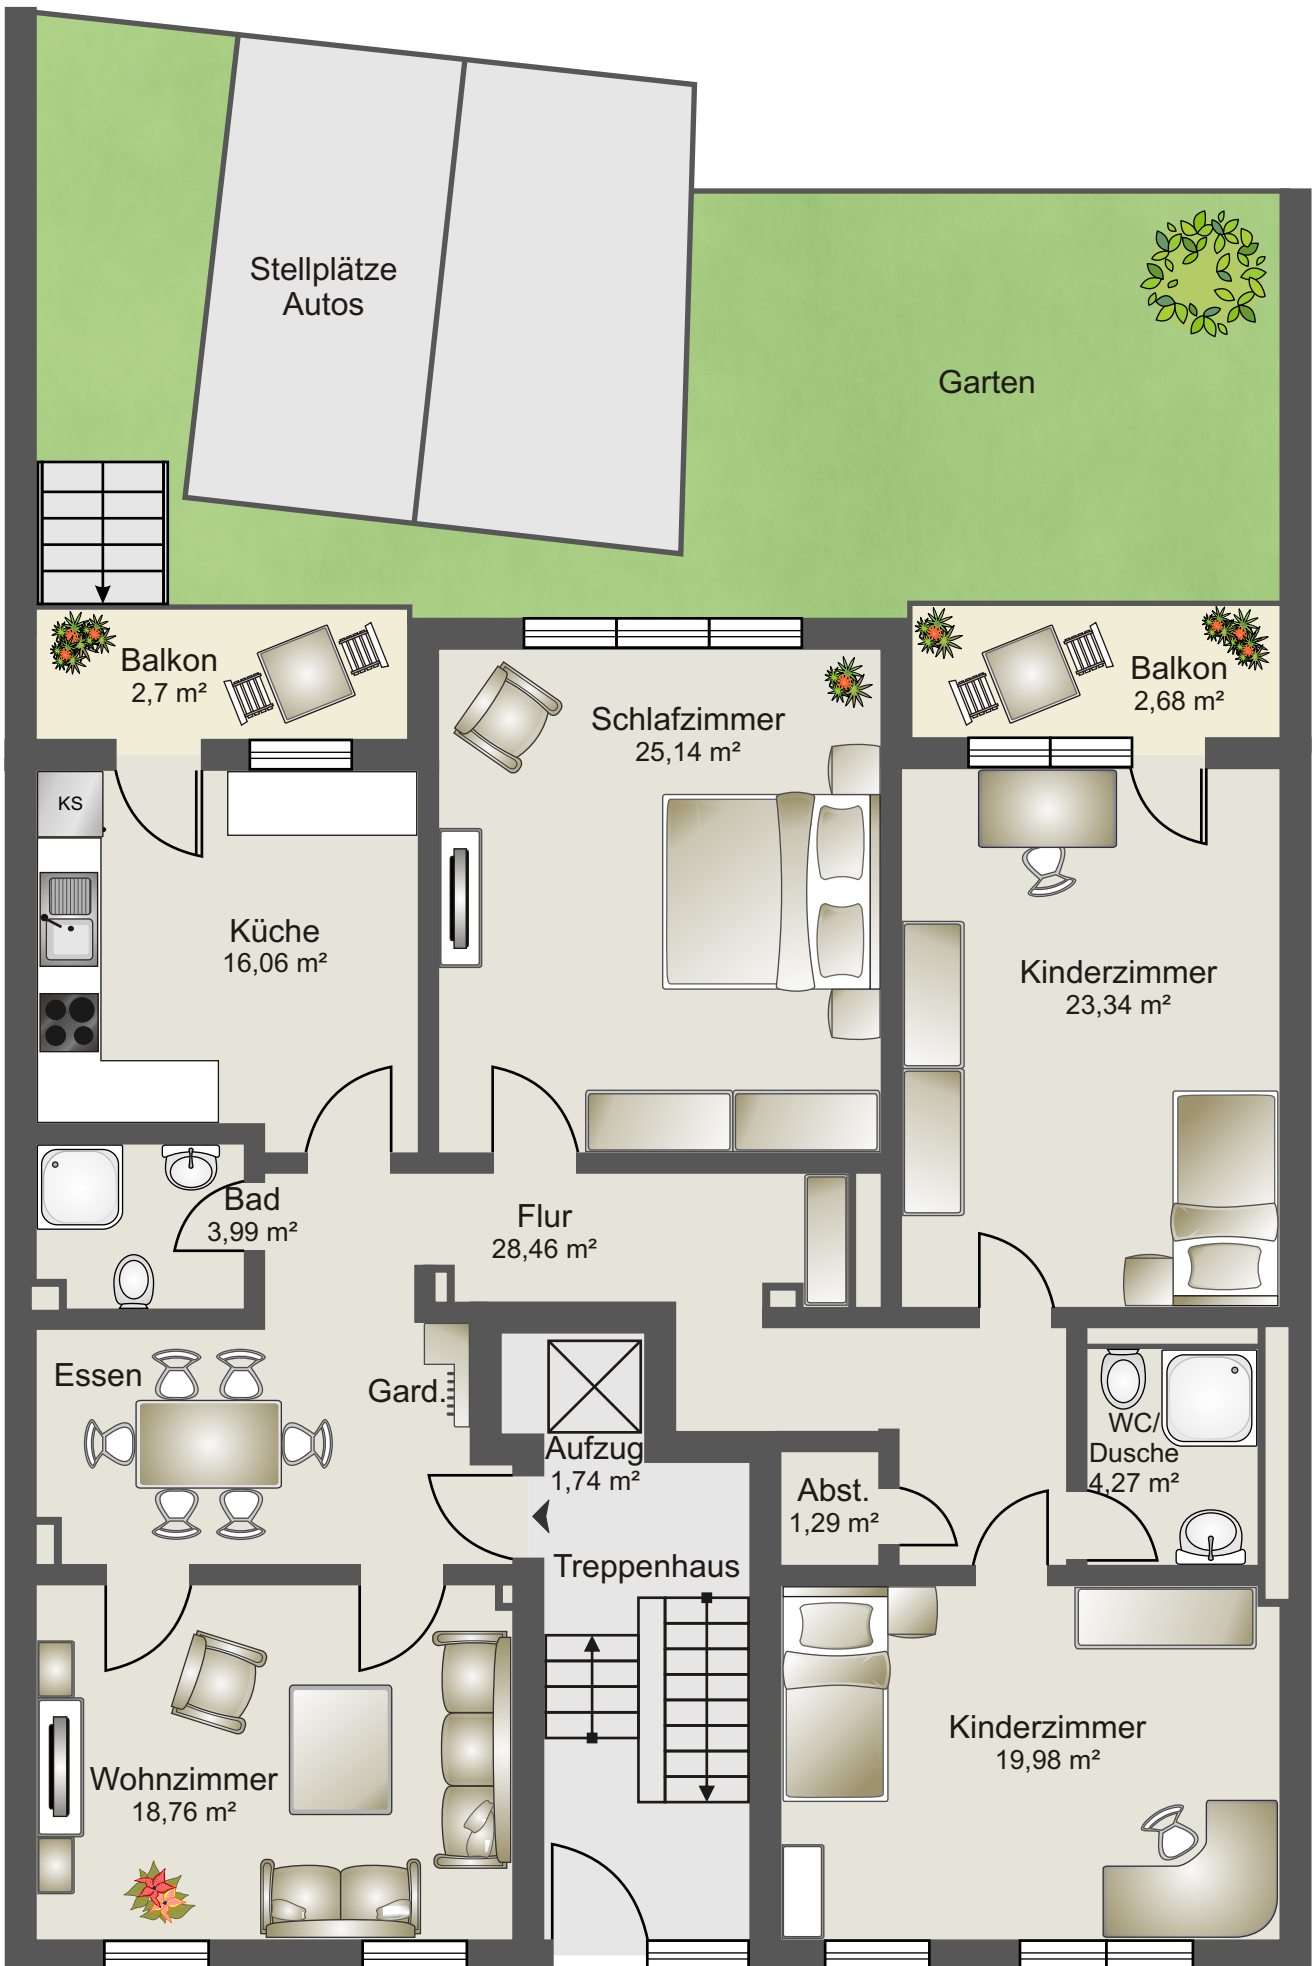 Stellplätze
Autos
Garten
Balkon
2,7 m²
Schlafzimmer
25,14 m²
Balkon
2,68 m²
KS
Küche
16,06 m²
Kinderzimmer
23,34 m²
Bad
3,99 m²
Flur
28,46 m²
Essen
Gard.
Aufzug
1,74 m²
WC/
Dusche
4,27 m²
Abst.
1,29 m²
Treppenhaus
Wohnzimmer
18,76 m²
Kinderzimmer
19,98 m²